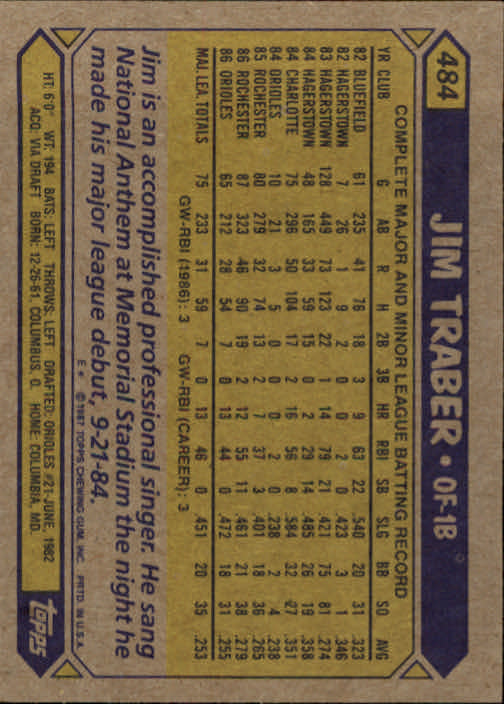 484
JIM TRABER • OF-1B
COMPLETE MAJOR AND MINOR LEAGUE BATTING RECORD
YR CLUB G AB R H 2B 3B HR RBI SB SLG BB SO AVG
82 BLUEFIELD 61 235 41 76 18 3 9 63 22 .540 20 31 .323
82 HAGERSTOWN 7 26 1 9 2 0 0 2 0 .423 3 1 .346
83 HAGERSTOWN 128 449 73 123 22 1 14 79 21 .421 75 81 .274
84 HAGERSTOWN 48 165 33 59 15 0 2 29 14 .485 26 19 .358
84 CHARLOTTE 75 296 50 104 17 2 16 56 8 .584 32 27 .351
84 ORIOLES 10 21 3 5 0 0 0 2 0 .238 2 4 .238
85 ROCHESTER 80 279 32 74 13 2 7 37 3 .401 18 36 .265
86 ROCHESTER 87 323 46 90 19 2 12 55 11 .461 21 38 .279
86 ORIOLES 65 212 28 54 7 0 13 44 0 .472 18 31 .255
MAJ. LEA. TOTALS 75 233 31 59 7 0 13 46 0 .451 20 35 .253
GW-RBI (1986): 3 GW-RBI (CAREER): 3
Jim is an accomplished professional singer. He sang
National Anthem at Memorial Stadium the night he
made his major league debut, 9-21-84.
E * © 1987 TOPPS CHEWING GUM, INC. PRTD. IN U.S.A.
HT: 6'0" WT: 194 BATS: LEFT THROWS: LEFT DRAFTED: ORIOLES #21-JUNE, 1982
ACQ: VIA DRAFT BORN: 12-26-61, COLUMBUS, O. HOME: COLUMBIA, MD.
TOPPS